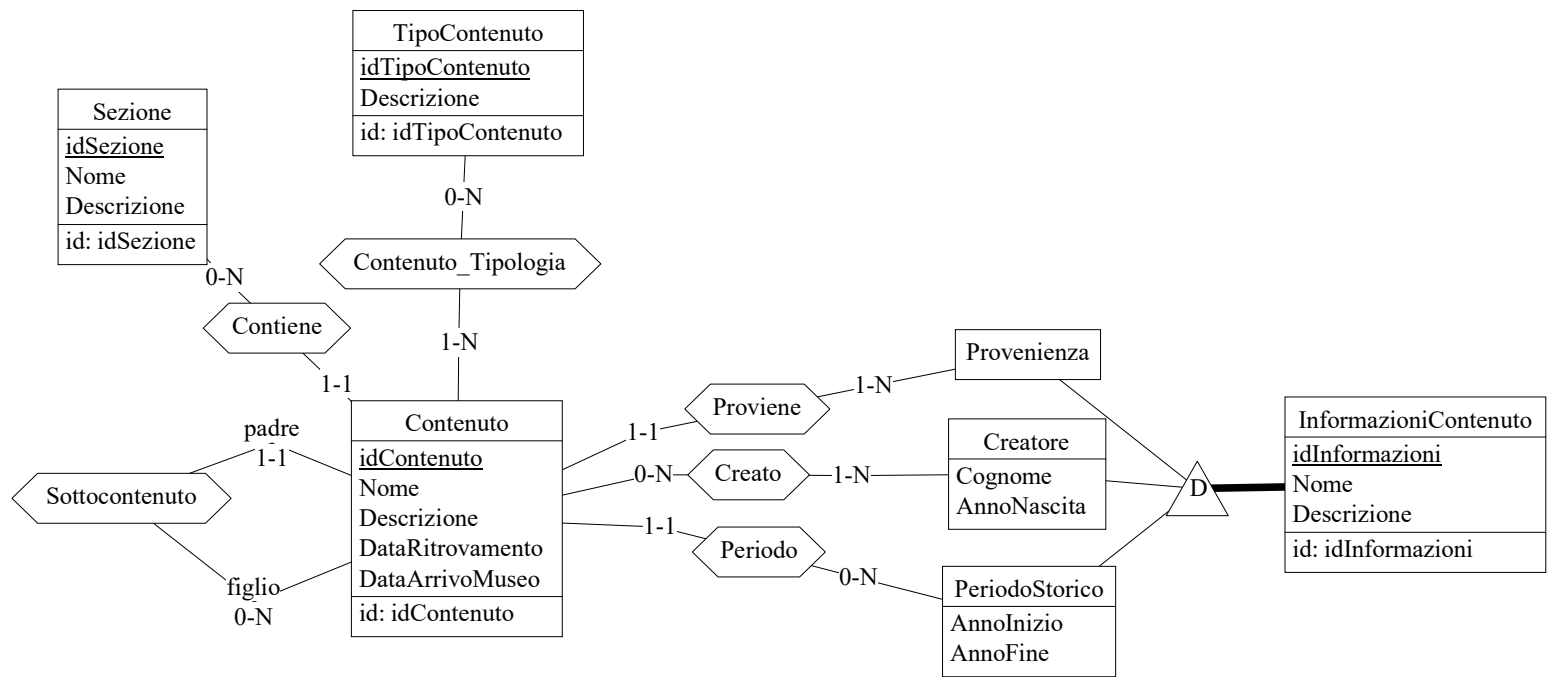 TipoContenuto
idTipoContenuto
Descrizione
id: idTipoContenuto
Sezione
idSezione
Nome
Descrizione
id: idSezione
0-N
Contenuto_Tipologia
0-N
Contiene
1-N
1-1
Provenienza
1-N
Proviene
1-1
Contenuto
idContenuto
Nome
Descrizione
DataRitrovamento
DataArrivoMuseo
id: idContenuto
padre
1-1
Sottocontenuto
figlio
0-N
0-N
Creato
1-N
Creatore
Cognome
AnnoNascita
1-1
Periodo
0-N
PeriodoStorico
AnnoInizio
AnnoFine
D
InformazioniContenuto
idInformazioni
Nome
Descrizione
id: idInformazioni